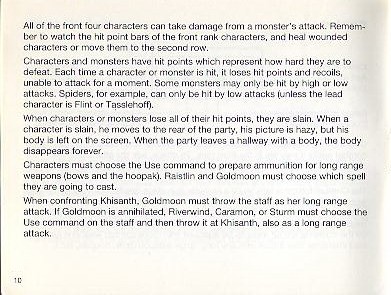 All of the front four characters can take damage from a monster's attack. Remem-
ber to watch the hit point bars of the front rank characters, and heal wounded
characters or move them to the second row.
Characters and monsters have hit points which represent how hard they are to
defeat. Each time a character or monster is hit, it loses hit points and recoils,
unable to attack for a moment. Some monsters may only be hit by high or low
attacks. Spiders, for example, can only be hit by low attacks (unless the lead
character is Flint or Tasslehoff).
When characters or monsters lose all of their hit points, they are slain. When a
character is slain, he moves to the rear of the party, his picture is hazy, but his
body is left on the screen. When the party leaves a hallway with a body, the body
disappears forever.
Characters must choose the Use command to prepare ammunition for long range
weapons (bows and the hoopak). Raistlin and Goldmoon must choose which spell
they are going to cast.
When confronting Khisanth, Goldmoon must throw the staff as her long range
attack. If Goldmoon is annihilated, Riverwind, Caramon, or Sturm must choose the
Use command on the staff and then throw it at Khisanth, also as a long range
attack.
10